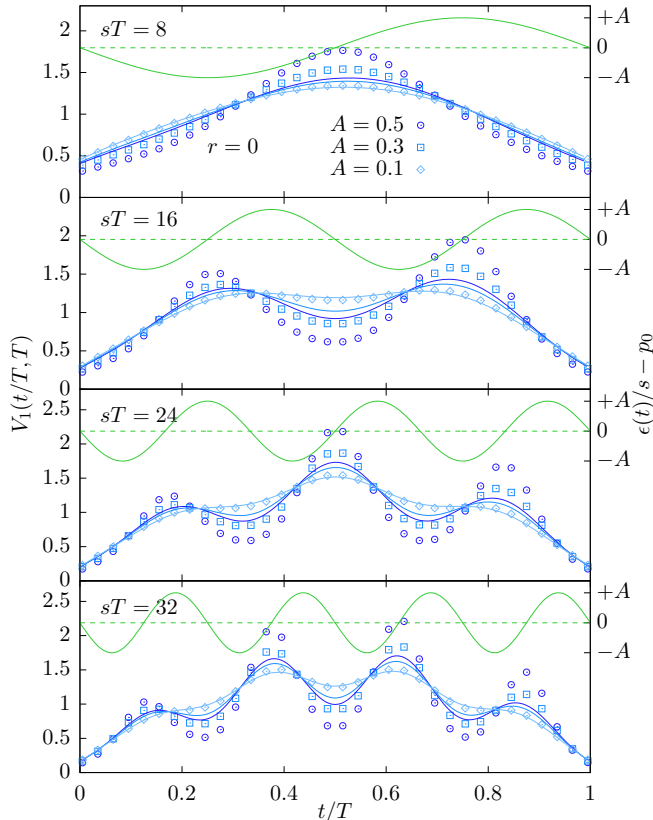 2
1.5
1
0.5
0
sT = 8
r = 0
A = 0.5
A = 0.3
A = 0.1
+A
0
−A
2
1.5
1
0.5
0
sT = 16
+A
0
−A
V₁(t/T, T)
ϵ(t)/s − p₀
2.5
2
1.5
1
0.5
0
sT = 24
+A
0
−A
2.5
2
1.5
1
0.5
0
sT = 32
+A
0
−A
0 0.2 0.4 0.6 0.8 1
t/T